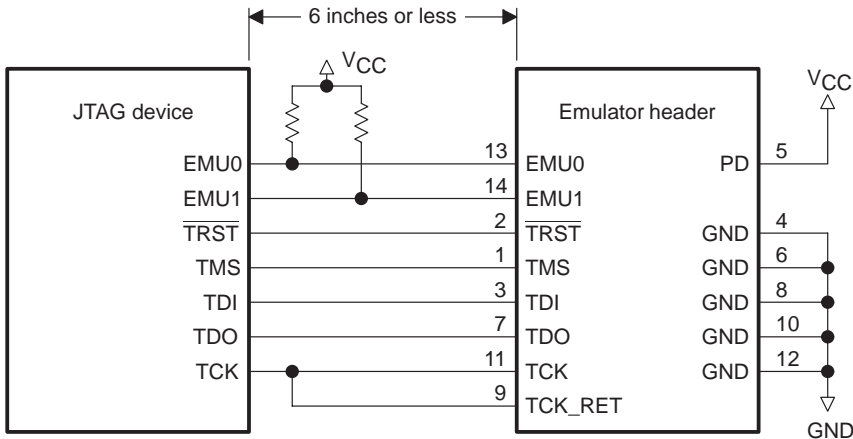 6 inches or less
VCC
VCC
JTAG device
Emulator header
EMU0
13
EMU0
PD
5
EMU1
14
EMU1
TRST
2
TRST
GND
4
TMS
1
TMS
GND
6
TDI
3
TDI
GND
8
TDO
7
TDO
GND
10
TCK
11
TCK
GND
12
9
TCK_RET
GND